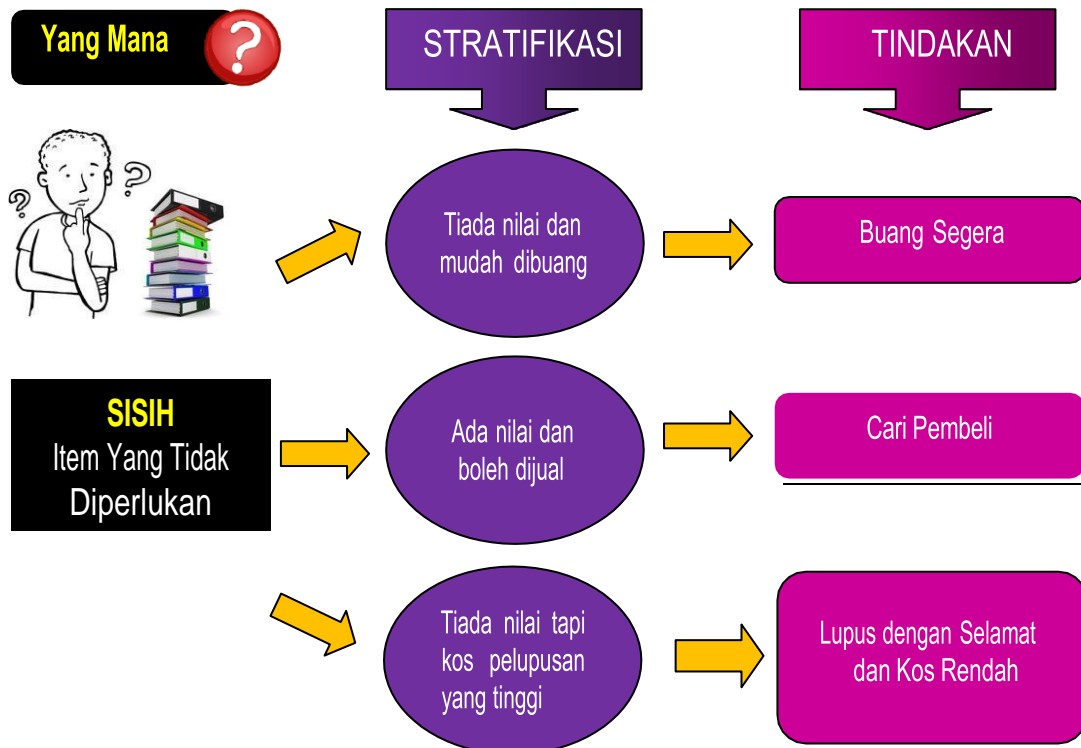 Yang Mana
?
STRATIFIKASI
TINDAKAN
?
?
Tiada nilai dan
mudah dibuang
Buang Segera
SISIH
Item Yang Tidak
Diperlukan
Ada nilai dan
boleh dijual
Cari Pembeli
Tiada nilai tapi
kos pelupusan
yang tinggi
Lupus dengan Selamat
dan Kos Rendah